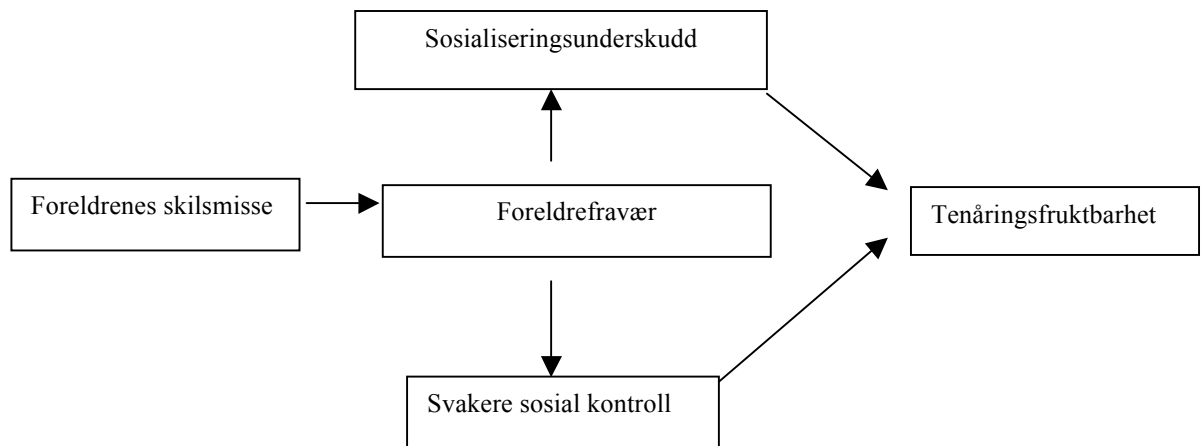 Sosialiseringsunderskudd
Foreldrenes skilsmisse
Foreldrefravær
Tenåringsfruktbarhet
Svakere sosial kontroll